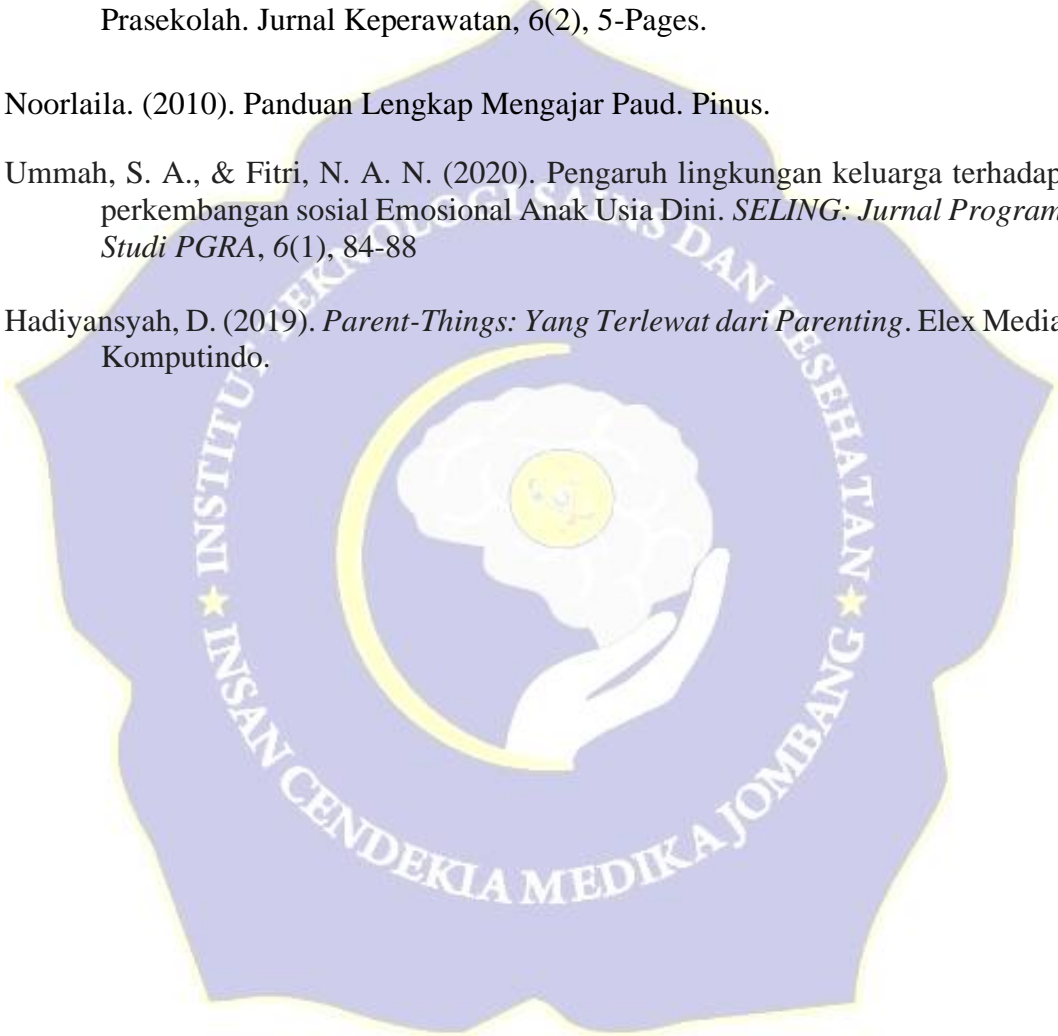 Prasekolah. Jurnal Keperawatan, 6(2), 5-Pages.
Noorlaila. (2010). Panduan Lengkap Mengajar Paud. Pinus.
Ummah, S. A., & Fitri, N. A. N. (2020). Pengaruh lingkungan keluarga terhadap
perkembangan sosial Emosional Anak Usia Dini. SELING: Jurnal Program
Studi PGRA, 6(1), 84-88
Hadiyansyah, D. (2019). Parent-Things: Yang Terlewat dari Parenting. Elex Media
Komputindo.
INSTITUT TEKNOLOGI SAINS DAN KESEHATAN
INSAN CENDEKIA MEDIKA JOMBANG